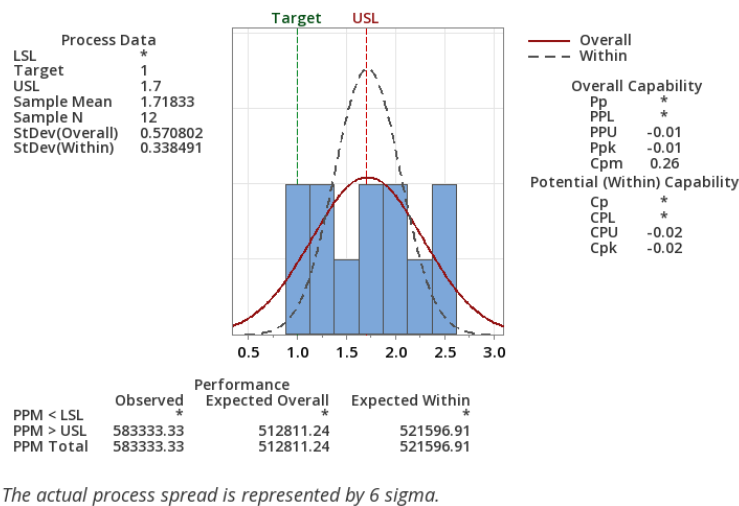 Target USL
Process Data
LSL *
Target 1
USL 1.7
Sample Mean 1.71833
Sample N 12
StDev(Overall) 0.570802
StDev(Within) 0.338491
Overall
Within
Overall Capability
Pp *
PPL *
PPU -0.01
Ppk -0.01
Cpm 0.26
Potential (Within) Capability
Cp *
CPL *
CPU -0.02
Cpk -0.02
0.5 1.0 1.5 2.0 2.5 3.0
Performance
Observed Expected Overall Expected Within
PPM < LSL * * *
PPM > USL 583333.33 512811.24 521596.91
PPM Total 583333.33 512811.24 521596.91
The actual process spread is represented by 6 sigma.